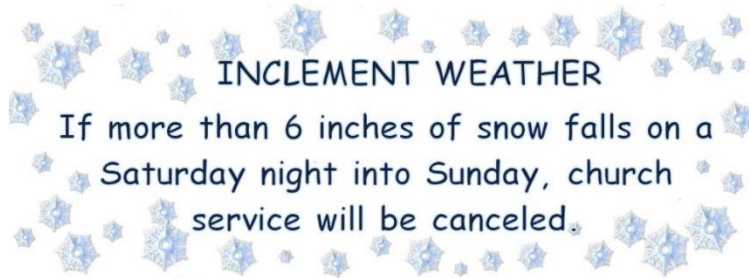 INCLEMENT WEATHER
If more than 6 inches of snow falls on a
Saturday night into Sunday, church
service will be canceled.